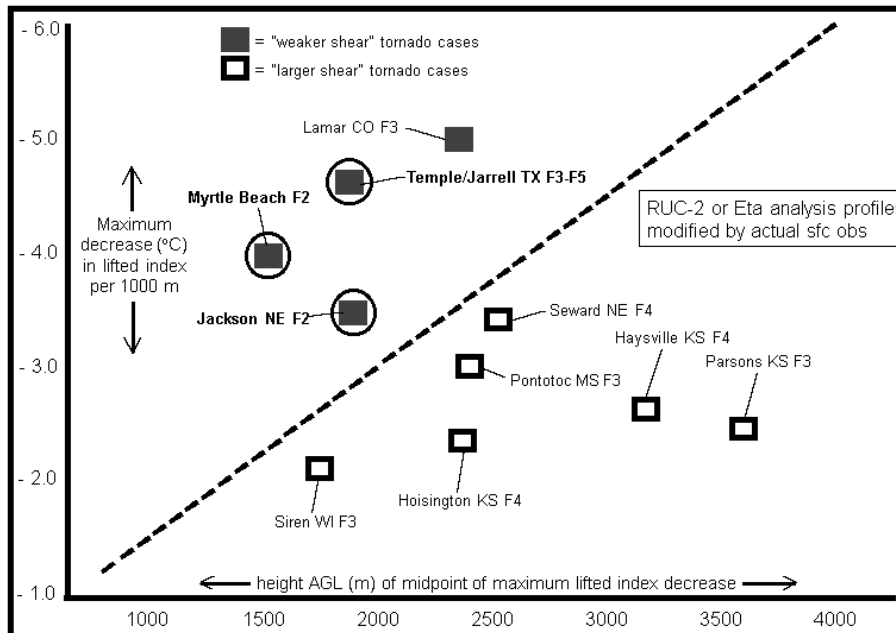 - 6.0
= "weaker shear" tornado cases
= "larger shear" tornado cases
Lamar CO F3
- 5.0
Temple/Jarrell TX F3-F5
Myrtle Beach F2
RUC-2 or Eta analysis profile
modified by actual sfc obs
Maximum
decrease (ºC)
in lifted index
per 1000 m
- 4.0
Jackson NE F2
Seward NE F4
Haysville KS F4
Parsons KS F3
- 3.0
Pontotoc MS F3
- 2.0
Hoisington KS F4
Siren WI F3
height AGL (m) of midpoint of maximum lifted index decrease
- 1.0
1000 1500 2000 2500 3000 3500 4000